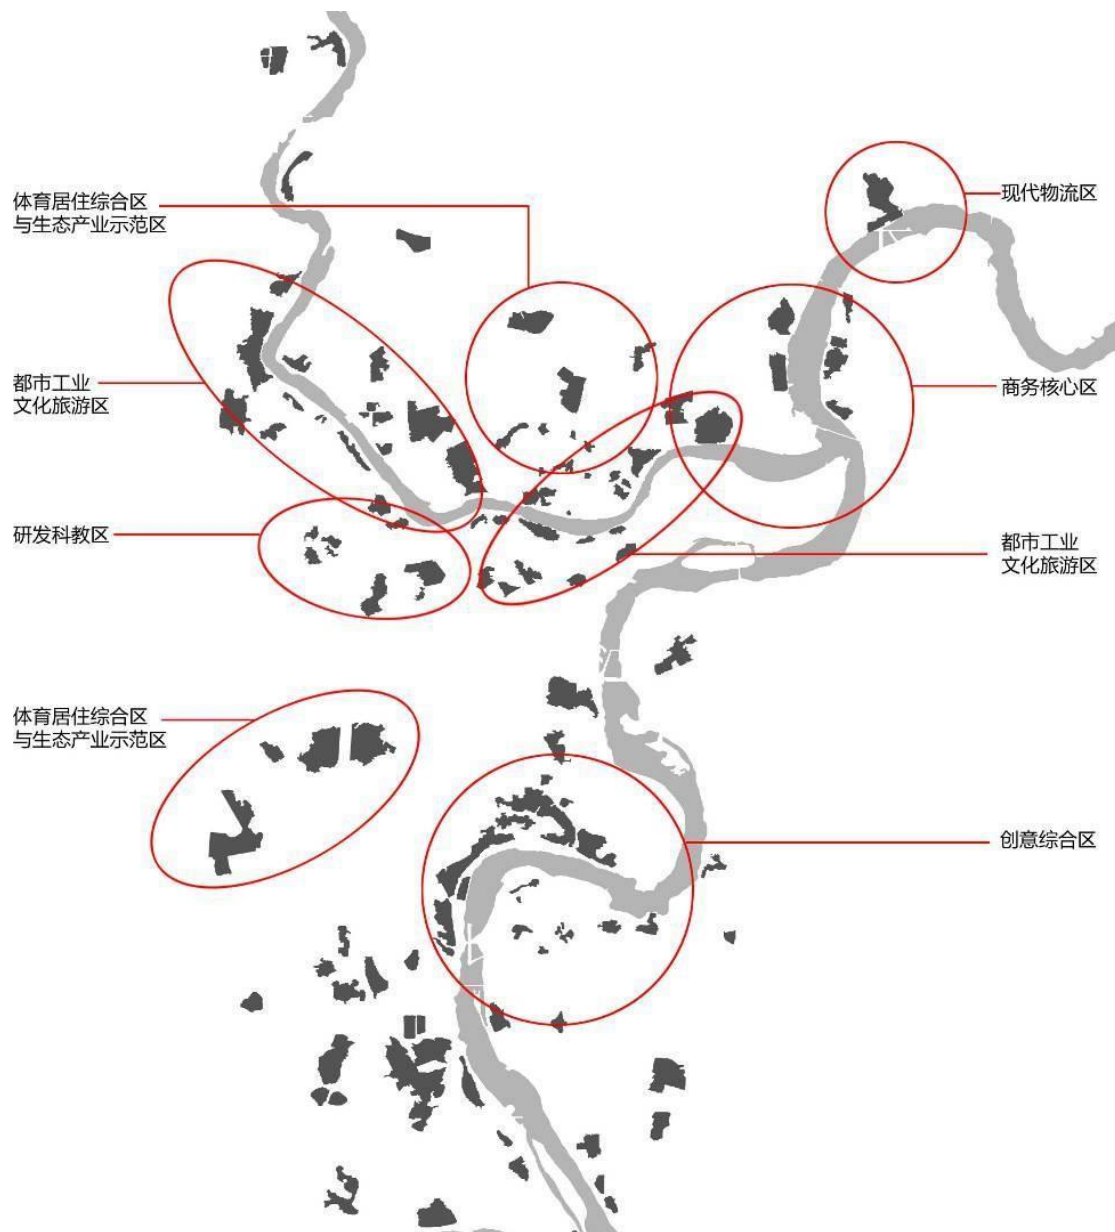 体育居住综合区
与生态产业示范区
现代物流区
都市工业
文化旅游区
商务核心区
研发科教区
都市工业
文化旅游区
体育居住综合区
与生态产业示范区
创意综合区